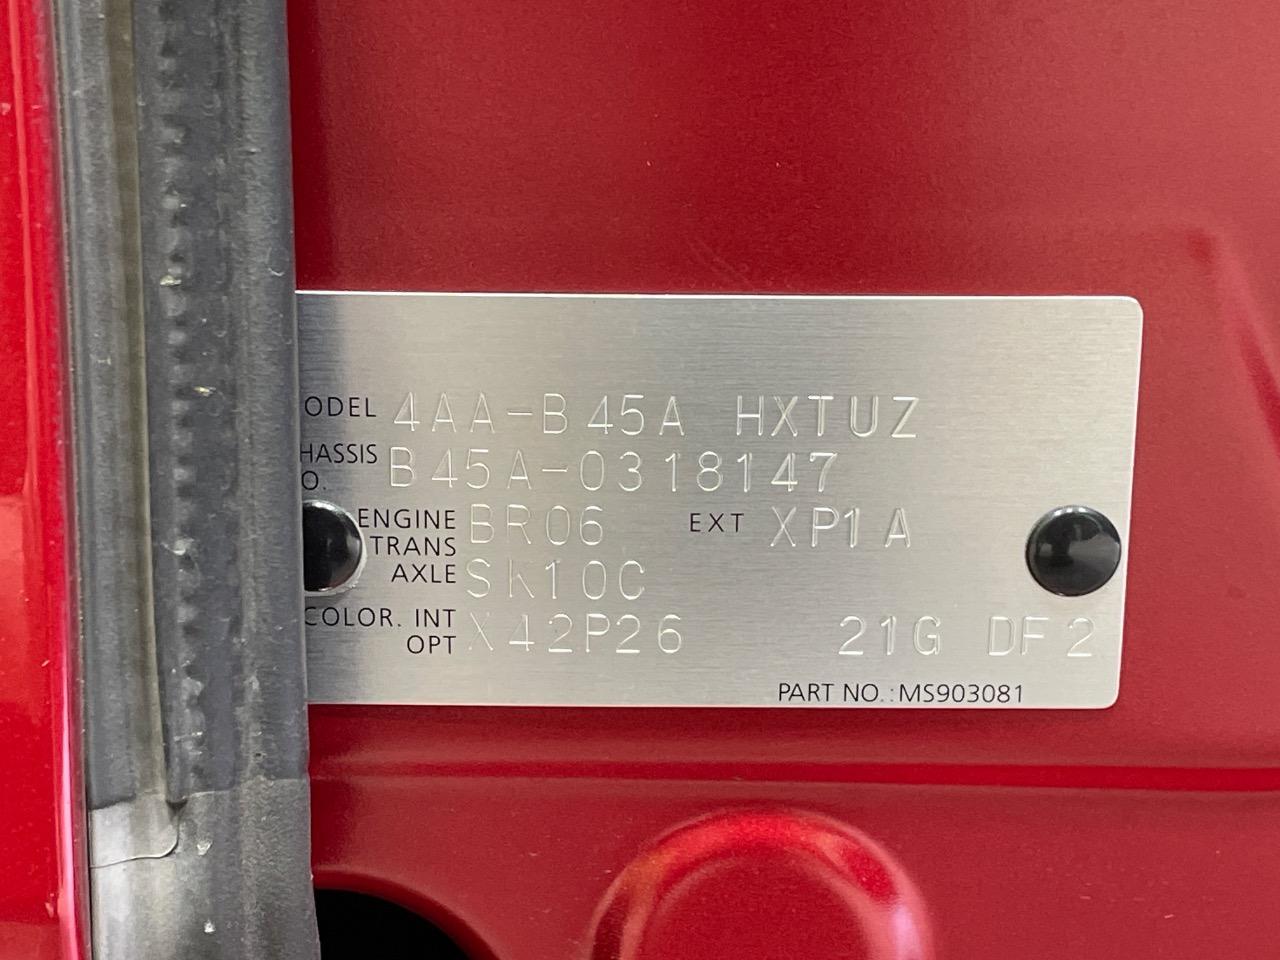 ODEL 4AA-B45A HXTUZ
HASSIS
O. B45A-0318147
ENGINE BR06 EXT XP1A
TRANS
AXLE SK10C
COLOR. INT
OPT X42P26 21G DF2
PART NO.:MS903081